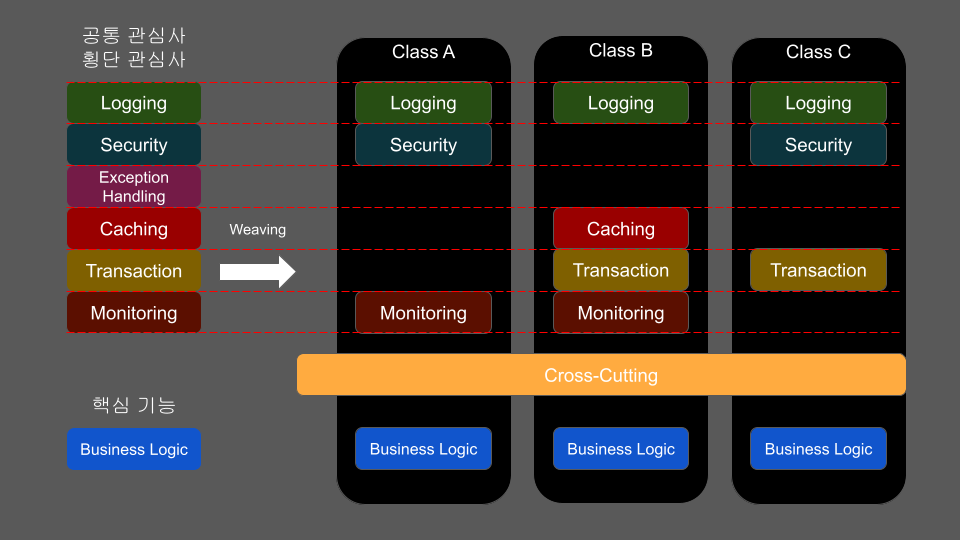 공통 관심사
횡단 관심사
Class A
Class B
Class C
Logging
Logging
Logging
Logging
Security
Security
Security
Exception
Handling
Caching
Caching
Weaving
Transaction
Transaction
Transaction
Monitoring
Monitoring
Monitoring
Cross-Cutting
핵심 기능
Business Logic
Business Logic
Business Logic
Business Logic